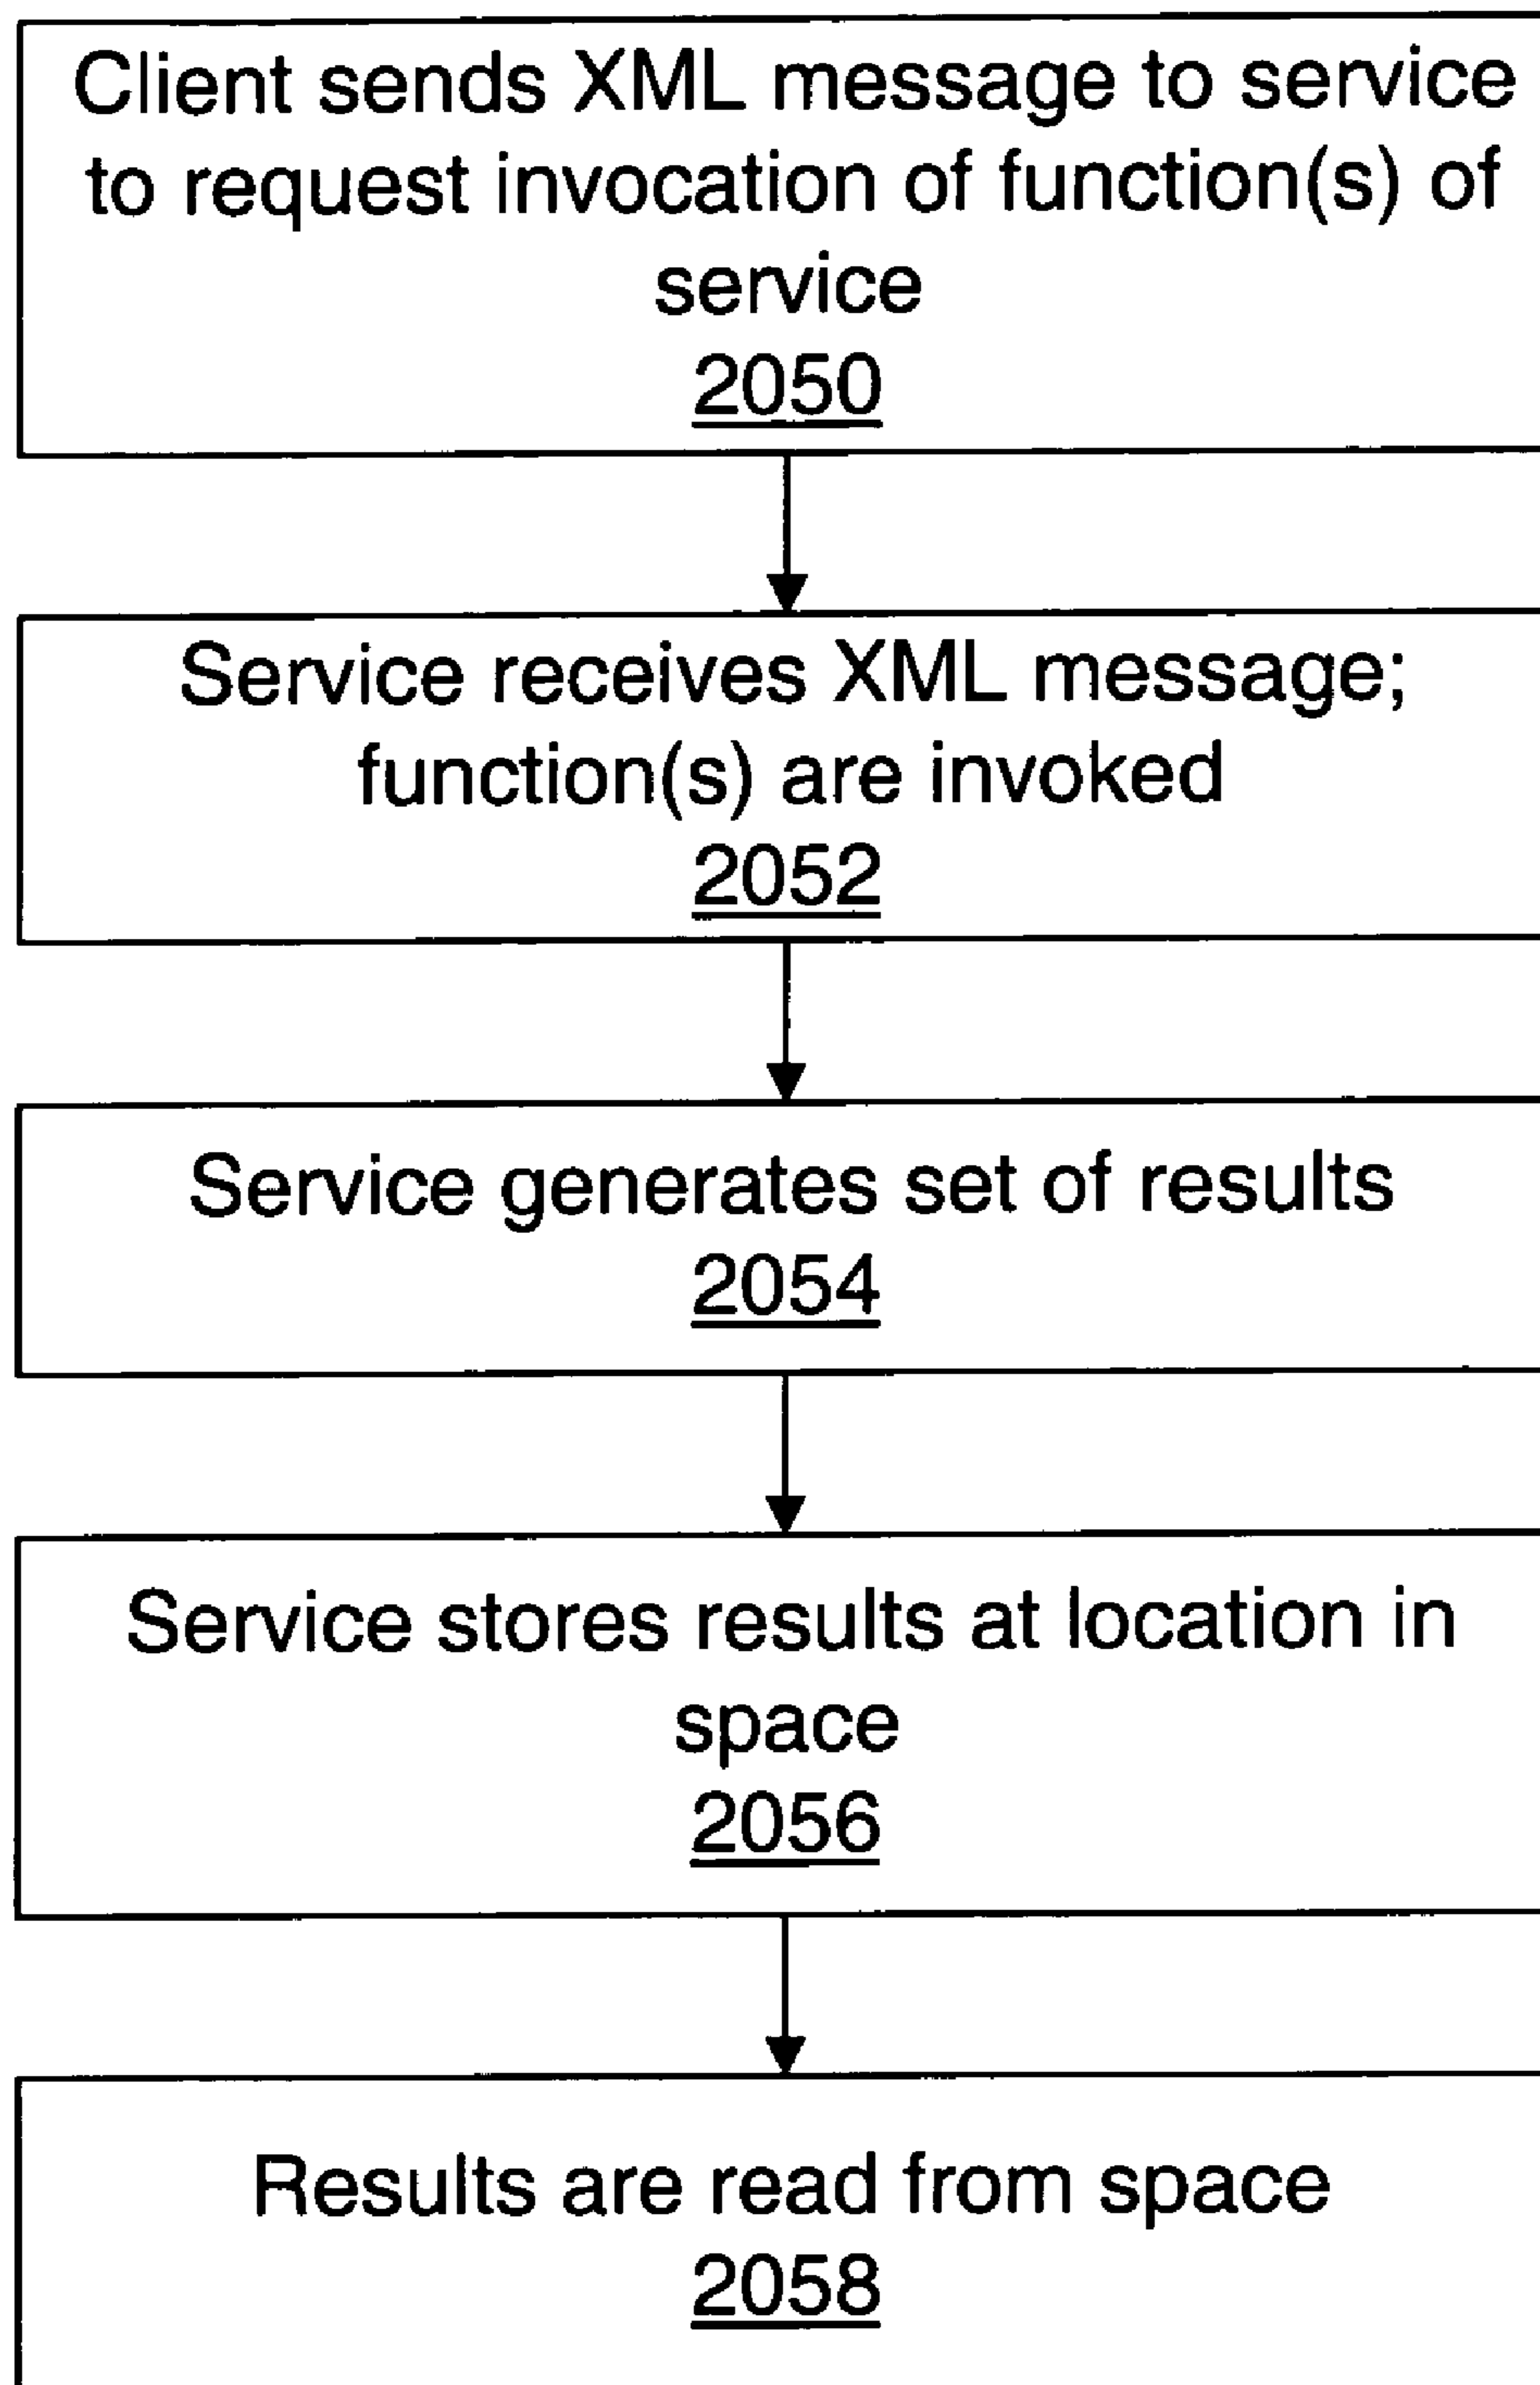 Client sends XML message to service
to request invocation of function(s) of
service
2050
Service receives XML message;
function(s) are invoked
2052
Service generates set of results
2054
Service stores results at location in
space
2056
Results are read from space
2058